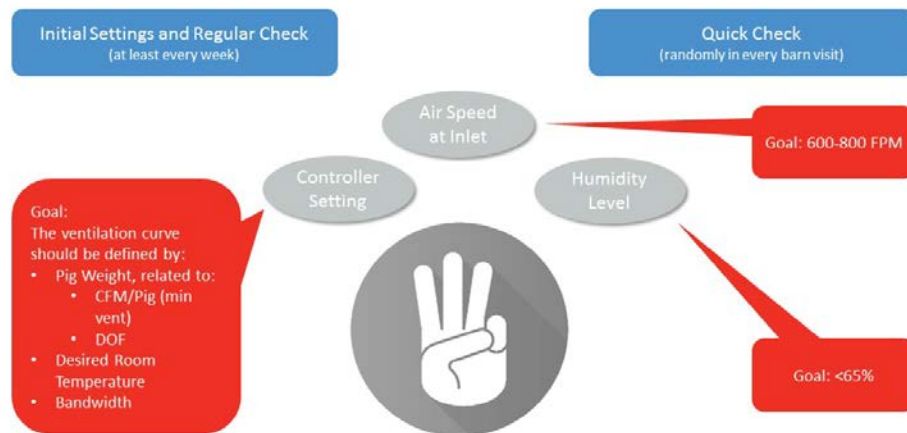 Initial Settings and Regular Check
(at least every week)
Quick Check
(randomly in every barn visit)
Air Speed
at Inlet
Goal: 600-800 FPM
Controller
Setting
Humidity
Level
Goal:
The ventilation curve
should be defined by:
• Pig Weight, related to:
• CFM/Pig (min
vent)
• DOF
• Desired Room
Temperature
• Bandwidth
Goal: <65%